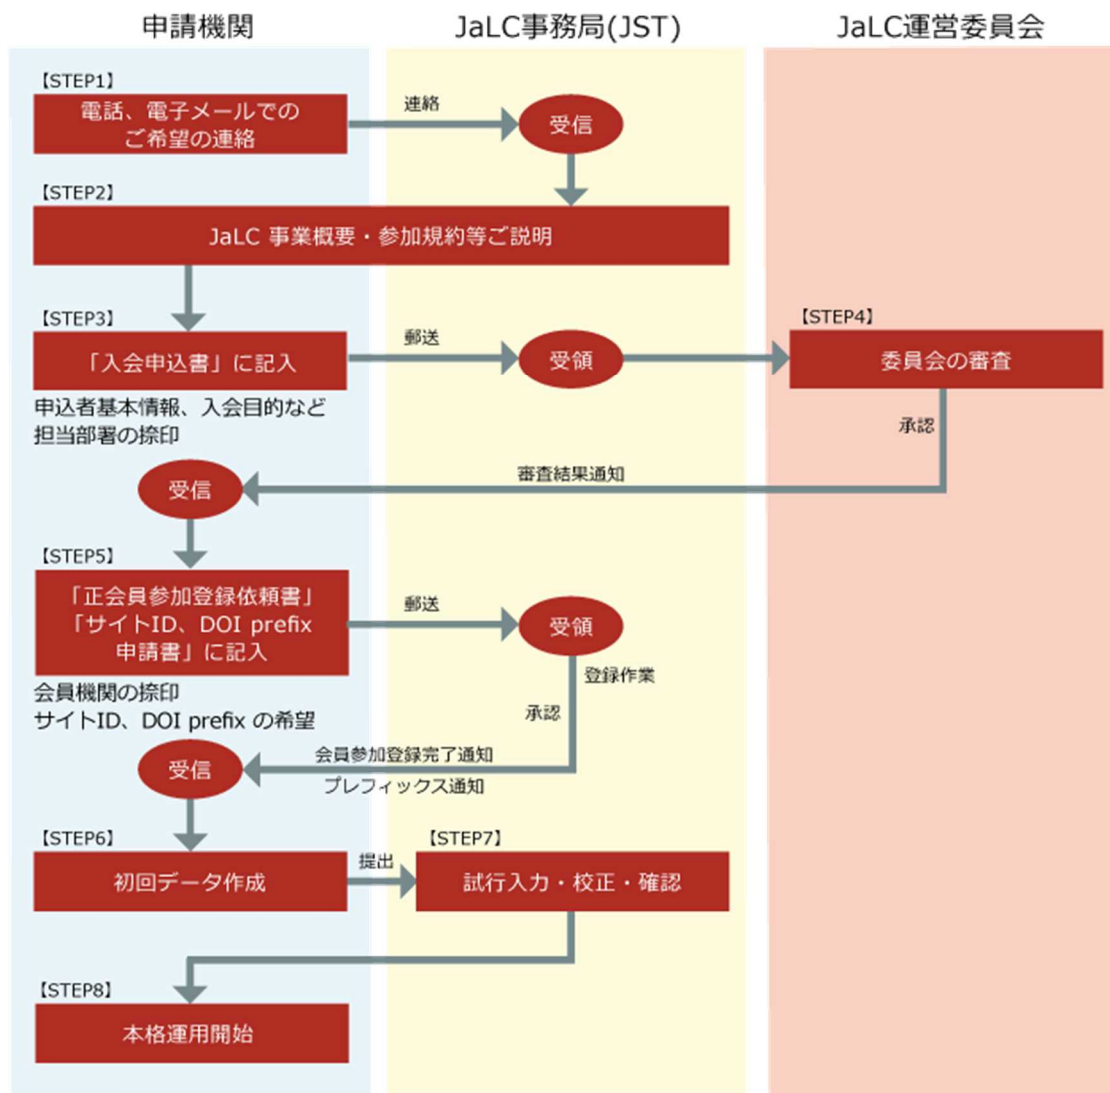 申請機関
JaLC事務局(JST)
JaLC運営委員会
【STEP1】
電話、電子メールでの
ご希望の連絡
連絡
受信
【STEP2】
JaLC 事業概要・参加規約等ご説明
【STEP3】
「入会申込書」に記入
郵送
受領
【STEP4】
委員会の審査
申込者基本情報、入会目的など
担当部署の捺印
承認
審査結果通知
受信
【STEP5】
「正会員参加登録依頼書」
「サイトID、DOI prefix
申請書」に記入
郵送
受領
会員機関の捺印
サイトID、DOI prefix の希望
登録作業
承認
会員参加登録完了通知
プレフィックス通知
受信
【STEP6】
初回データ作成
提出
【STEP7】
試行入力・校正・確認
【STEP8】
本格運用開始